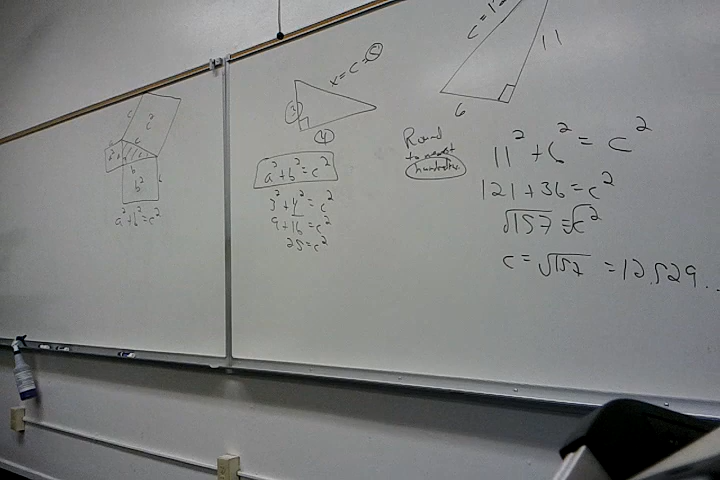 c²
b²
b
a² + b² = c²
x = c = 5
3
4
a² + b² = c²
3² + 4² = c²
9 + 16 = c²
25 = c²
Round
to nearest
hundredths
11
6
11² + 6² = c²
121 + 36 = c²
√157 = √c²
c = √157 = 12.529...